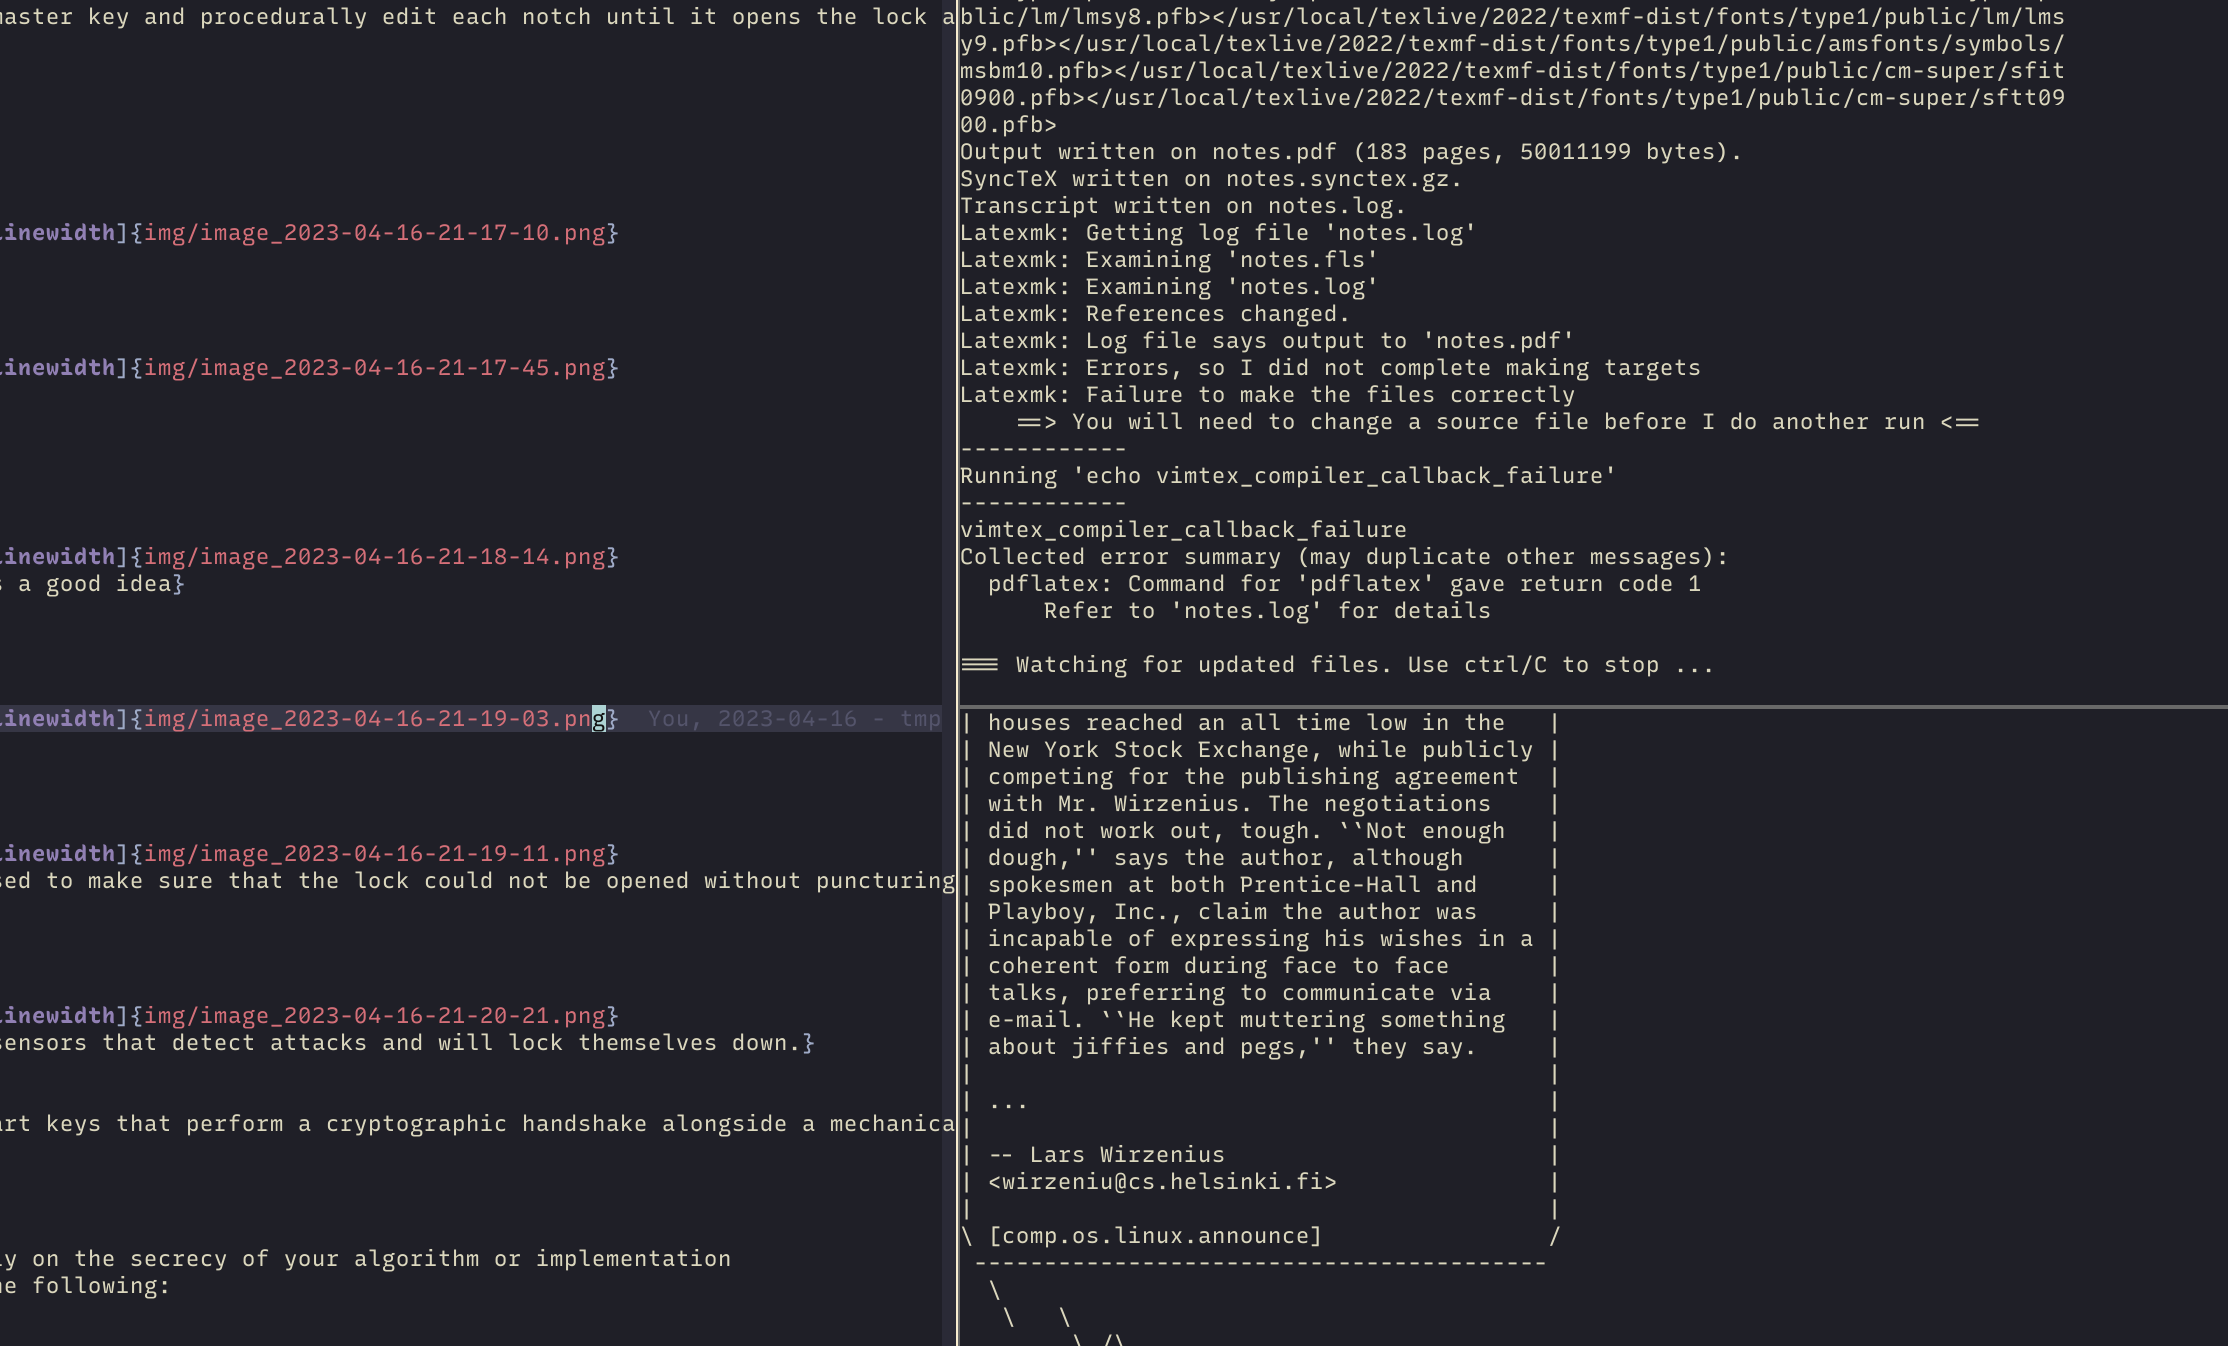 master key and procedurally edit each notch until it opens the lock a
inewidth]{img/image_2023-04-16-21-17-10.png}
inewidth]{img/image_2023-04-16-21-17-45.png}
inewidth]{img/image_2023-04-16-21-18-14.png}
s a good idea}
inewidth]{img/image_2023-04-16-21-19-03.png}  You, 2023-04-16 - tmp
inewidth]{img/image_2023-04-16-21-19-11.png}
sed to make sure that the lock could not be opened without puncturing
inewidth]{img/image_2023-04-16-21-20-21.png}
sensors that detect attacks and will lock themselves down.}
art keys that perform a cryptographic handshake alongside a mechanica
ly on the secrecy of your algorithm or implementation
he following:
blic/lm/lmsy8.pfb></usr/local/texlive/2022/texmf-dist/fonts/type1/public/lm/lms
y9.pfb></usr/local/texlive/2022/texmf-dist/fonts/type1/public/amsfonts/symbols/
msbm10.pfb></usr/local/texlive/2022/texmf-dist/fonts/type1/public/cm-super/sfit
0900.pfb></usr/local/texlive/2022/texmf-dist/fonts/type1/public/cm-super/sftt09
00.pfb>
Output written on notes.pdf (183 pages, 50011199 bytes).
SyncTeX written on notes.synctex.gz.
Transcript written on notes.log.
Latexmk: Getting log file 'notes.log'
Latexmk: Examining 'notes.fls'
Latexmk: Examining 'notes.log'
Latexmk: References changed.
Latexmk: Log file says output to 'notes.pdf'
Latexmk: Errors, so I did not complete making targets
Latexmk: Failure to make the files correctly
    ==> You will need to change a source file before I do another run <==
------------
Running 'echo vimtex_compiler_callback_failure'
------------
vimtex_compiler_callback_failure
Collected error summary (may duplicate other messages):
  pdflatex: Command for 'pdflatex' gave return code 1
      Refer to 'notes.log' for details
=== Watching for updated files. Use ctrl/C to stop ...
| houses reached an all time low in the   |
| New York Stock Exchange, while publicly |
| competing for the publishing agreement  |
| with Mr. Wirzenius. The negotiations    |
| did not work out, tough. ``Not enough   |
| dough,'' says the author, although      |
| spokesmen at both Prentice-Hall and     |
| Playboy, Inc., claim the author was     |
| incapable of expressing his wishes in a |
| coherent form during face to face       |
| talks, preferring to communicate via    |
| e-mail. ``He kept muttering something   |
| about jiffies and pegs,'' they say.     |
|                                         |
| ...                                     |
|                                         |
| -- Lars Wirzenius                       |
| <wirzeniu@cs.helsinki.fi>               |
|                                         |
\ [comp.os.linux.announce]                /
 -----------------------------------------
  \
   \   \
        \ /\